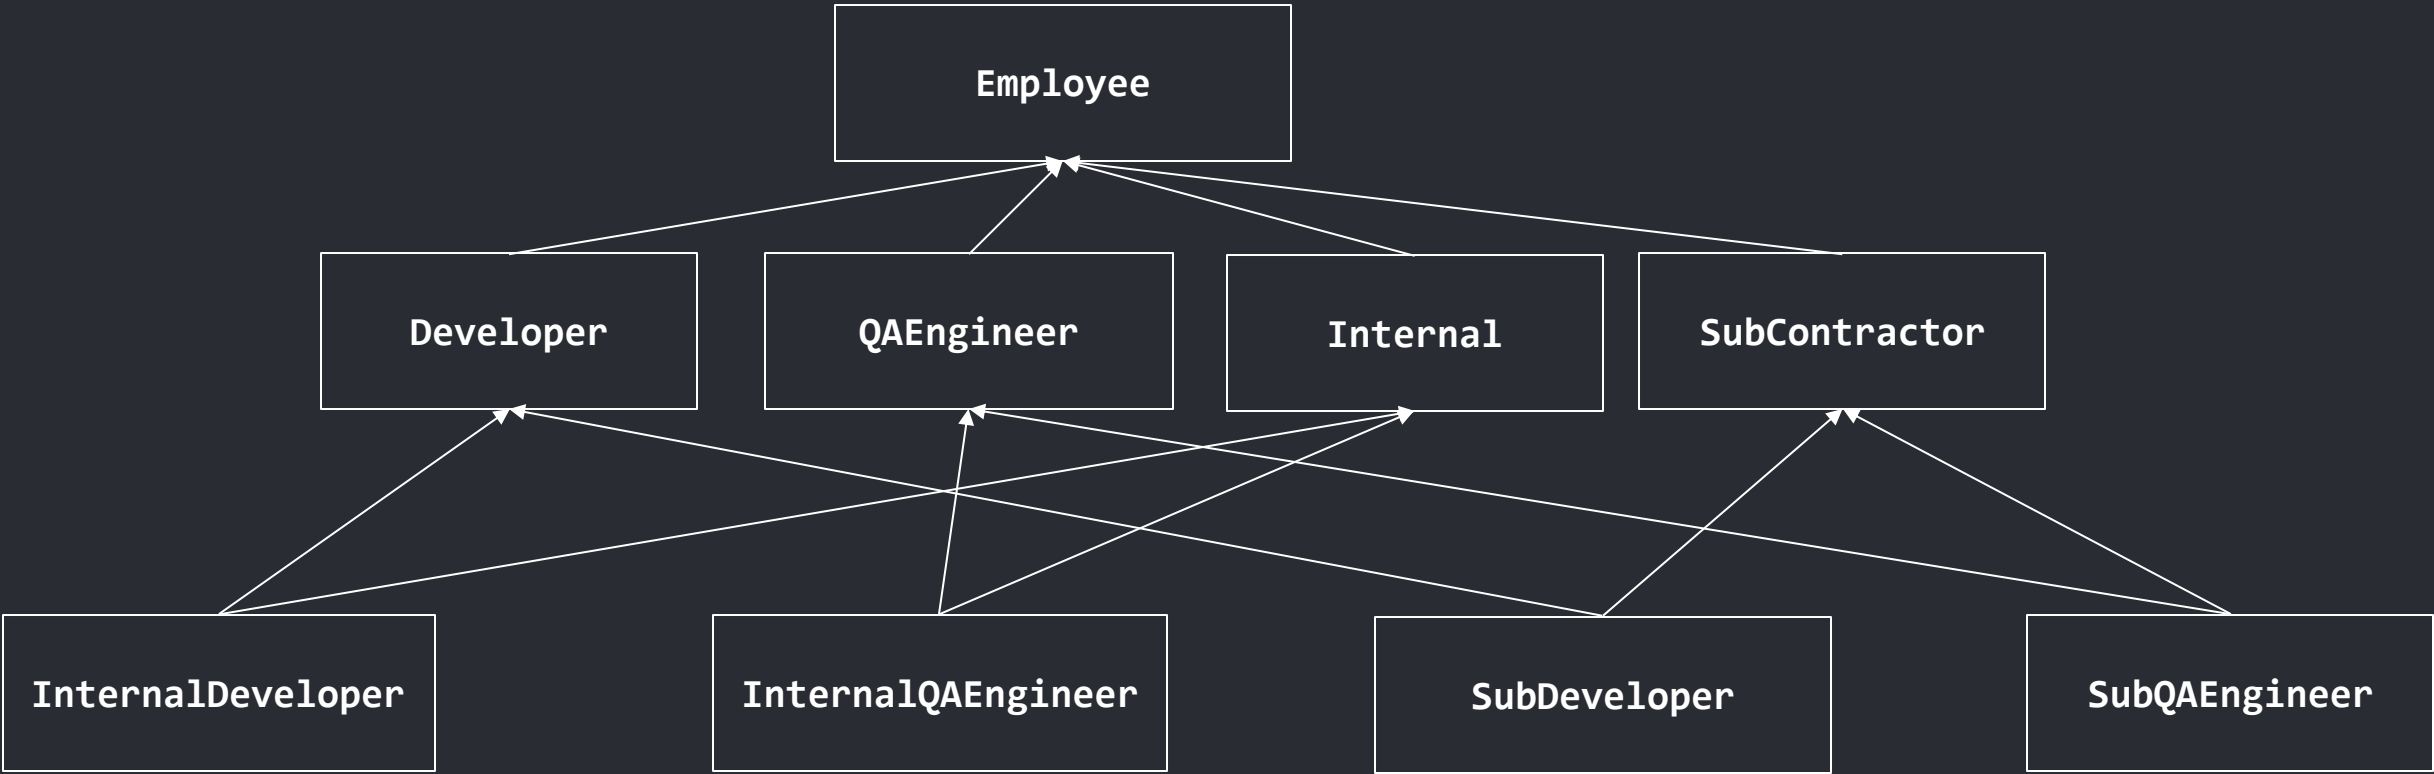 Employee
Developer
QAEngineer
Internal
SubContractor
InternalDeveloper
InternalQAEngineer
SubDeveloper
SubQAEngineer